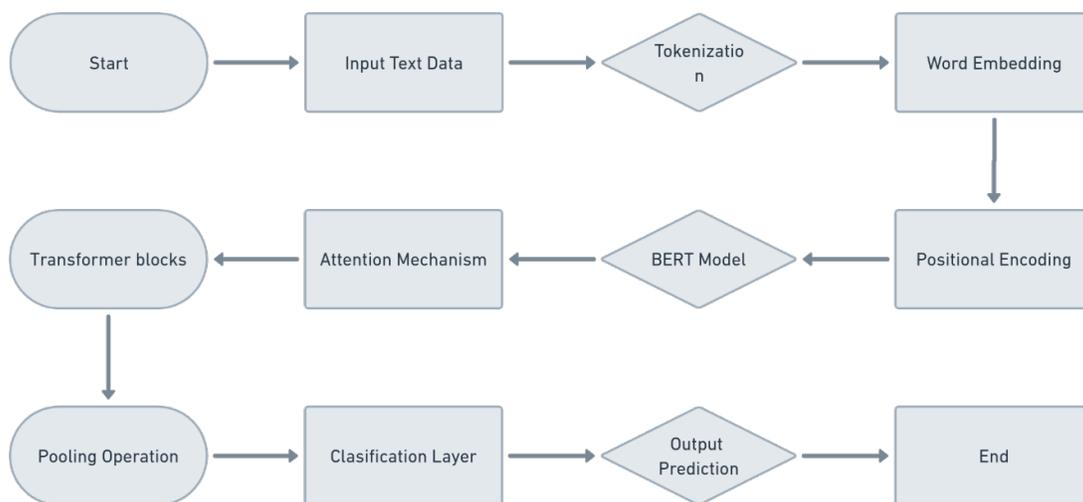 Start
Input Text Data
Tokenizatio
n
Word Embedding
Transformer blocks
Attention Mechanism
BERT Model
Positional Encoding
Pooling Operation
Clasification Layer
Output
Prediction
End